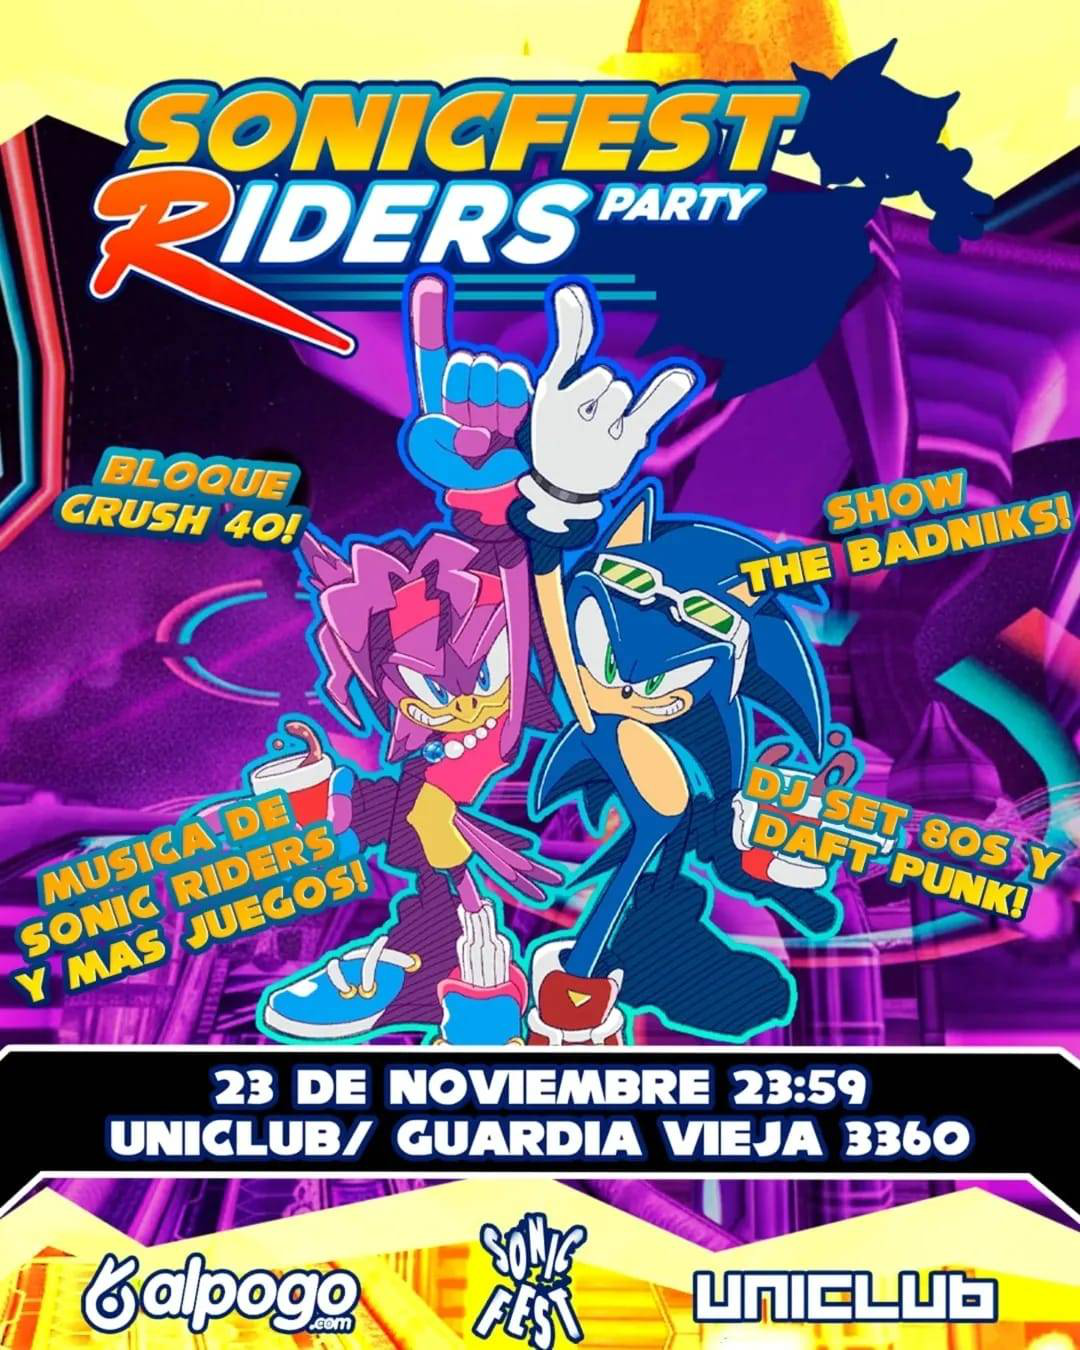 SONICFEST
RIDERS PARTY
BLOQUE
CRUSH 40!
SHOW
THE BADNIKS!
MUSICA DE
SONIC RIDERS
Y MAS JUEGOS!
DJ SET 80S Y
DAFT PUNK!
23 DE NOVIEMBRE 23:59
UNICLUB/ GUARDIA VIEJA 3360
alpogo
.com
SONIC
FEST
UNICLUB